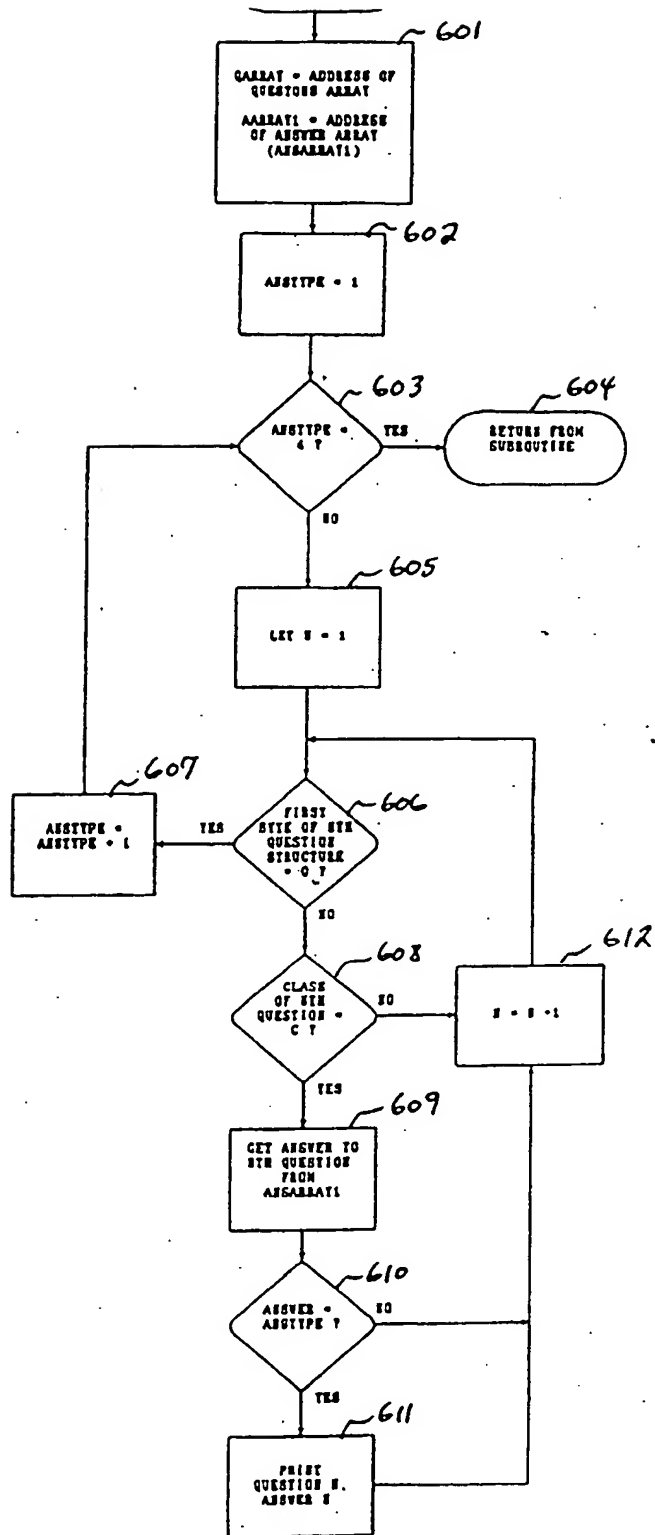 601
QARRAY = ADDRESS OF
QUESTONS ARRAY
AARRAY1 = ADDRESS
OF ANSWER ARRAY
(ANSARRAY1)
602
ANSTYPE = 1
603
ANSTYPE =
4 ?
YES
604
RETURN FROM
SUBROUTINE
NO
605
LET N = 1
607
ANSTYPE =
ANSTYPE + 1
YES
606
FIRST
BYTE OF NTH
QUESTION
STRUCTURE
= 0 ?
NO
608
CLASS
OF NTH
QUESTION =
C ?
NO
612
N = N +1
YES
609
GET ANSWER TO
NTH QUESTION
FROM
ANSARRAY1
610
ANSWER =
ANSTYPE ?
NO
YES
611
PRINT
QUESTION N,
ANSWER N